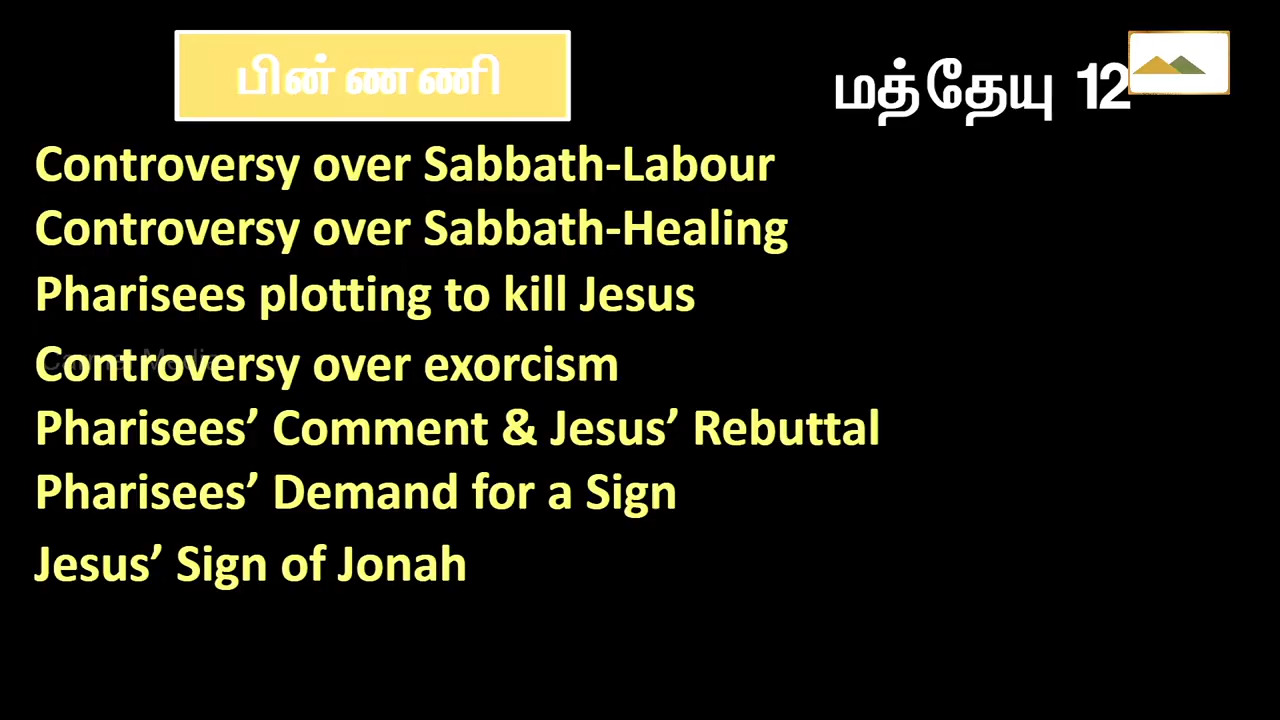 பின்ணணி
மத்தேயு 12
Controversy over Sabbath-Labour
Controversy over Sabbath-Healing
Pharisees plotting to kill Jesus
Controversy over exorcism
Pharisees’ Comment & Jesus’ Rebuttal
Pharisees’ Demand for a Sign
Jesus’ Sign of Jonah